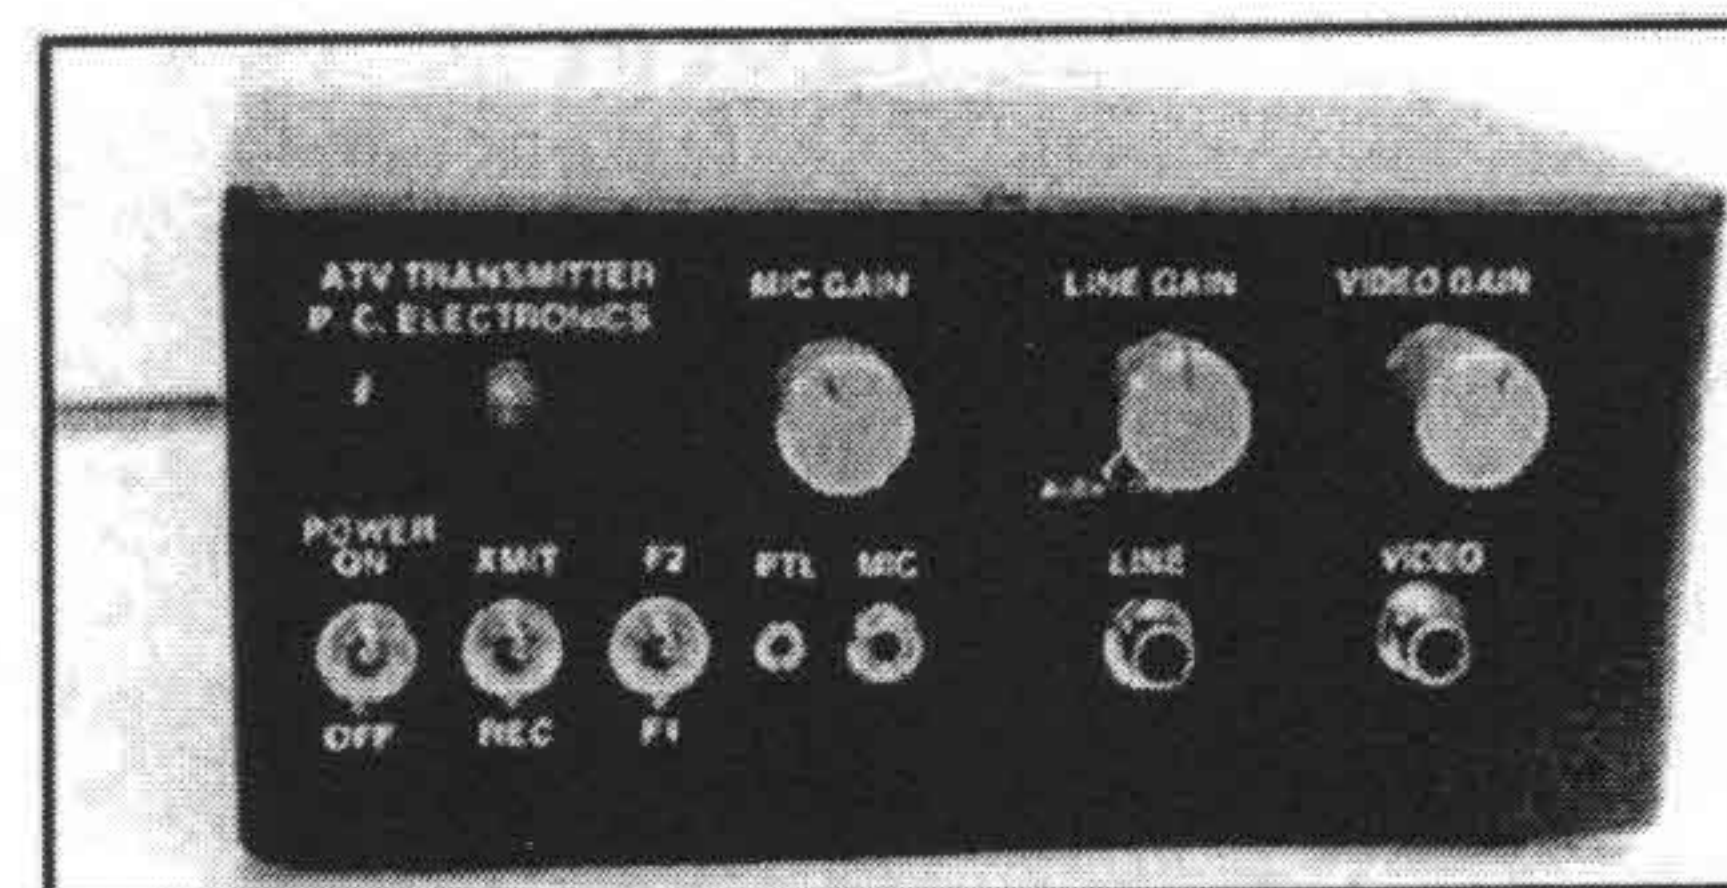 ATV TRANSMITTER
P. C. ELECTRONICS
MIC GAIN
LINE GAIN
VIDEO GAIN
POWER
ON
XMIT
F2
PTL
MIC
LINE
VIDEO
OFF
REC
F1